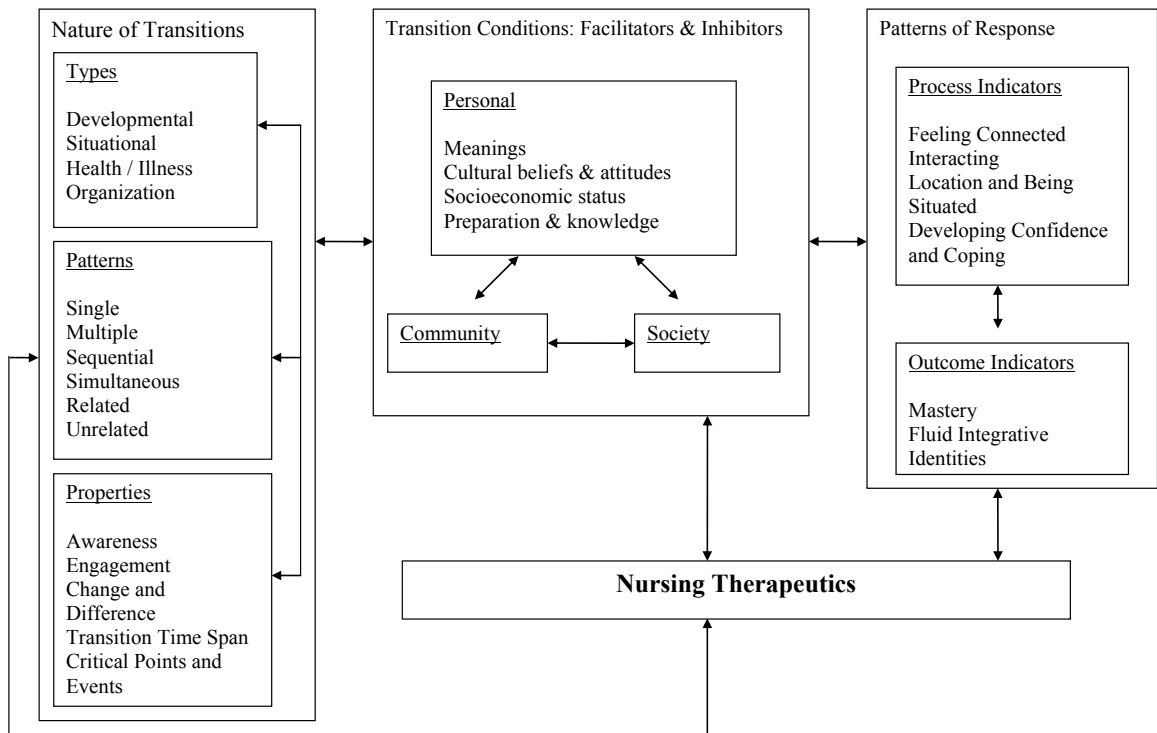 Nature of Transitions
Types
Developmental
Situational
Health / Illness
Organization
Patterns
Single
Multiple
Sequential
Simultaneous
Related
Unrelated
Properties
Awareness
Engagement
Change and
Difference
Transition Time Span
Critical Points and
Events
Transition Conditions: Facilitators & Inhibitors
Personal
Meanings
Cultural beliefs & attitudes
Socioeconomic status
Preparation & knowledge
Community
Society
Patterns of Response
Process Indicators
Feeling Connected
Interacting
Location and Being
Situated
Developing Confidence
and Coping
Outcome Indicators
Mastery
Fluid Integrative
Identities
Nursing Therapeutics